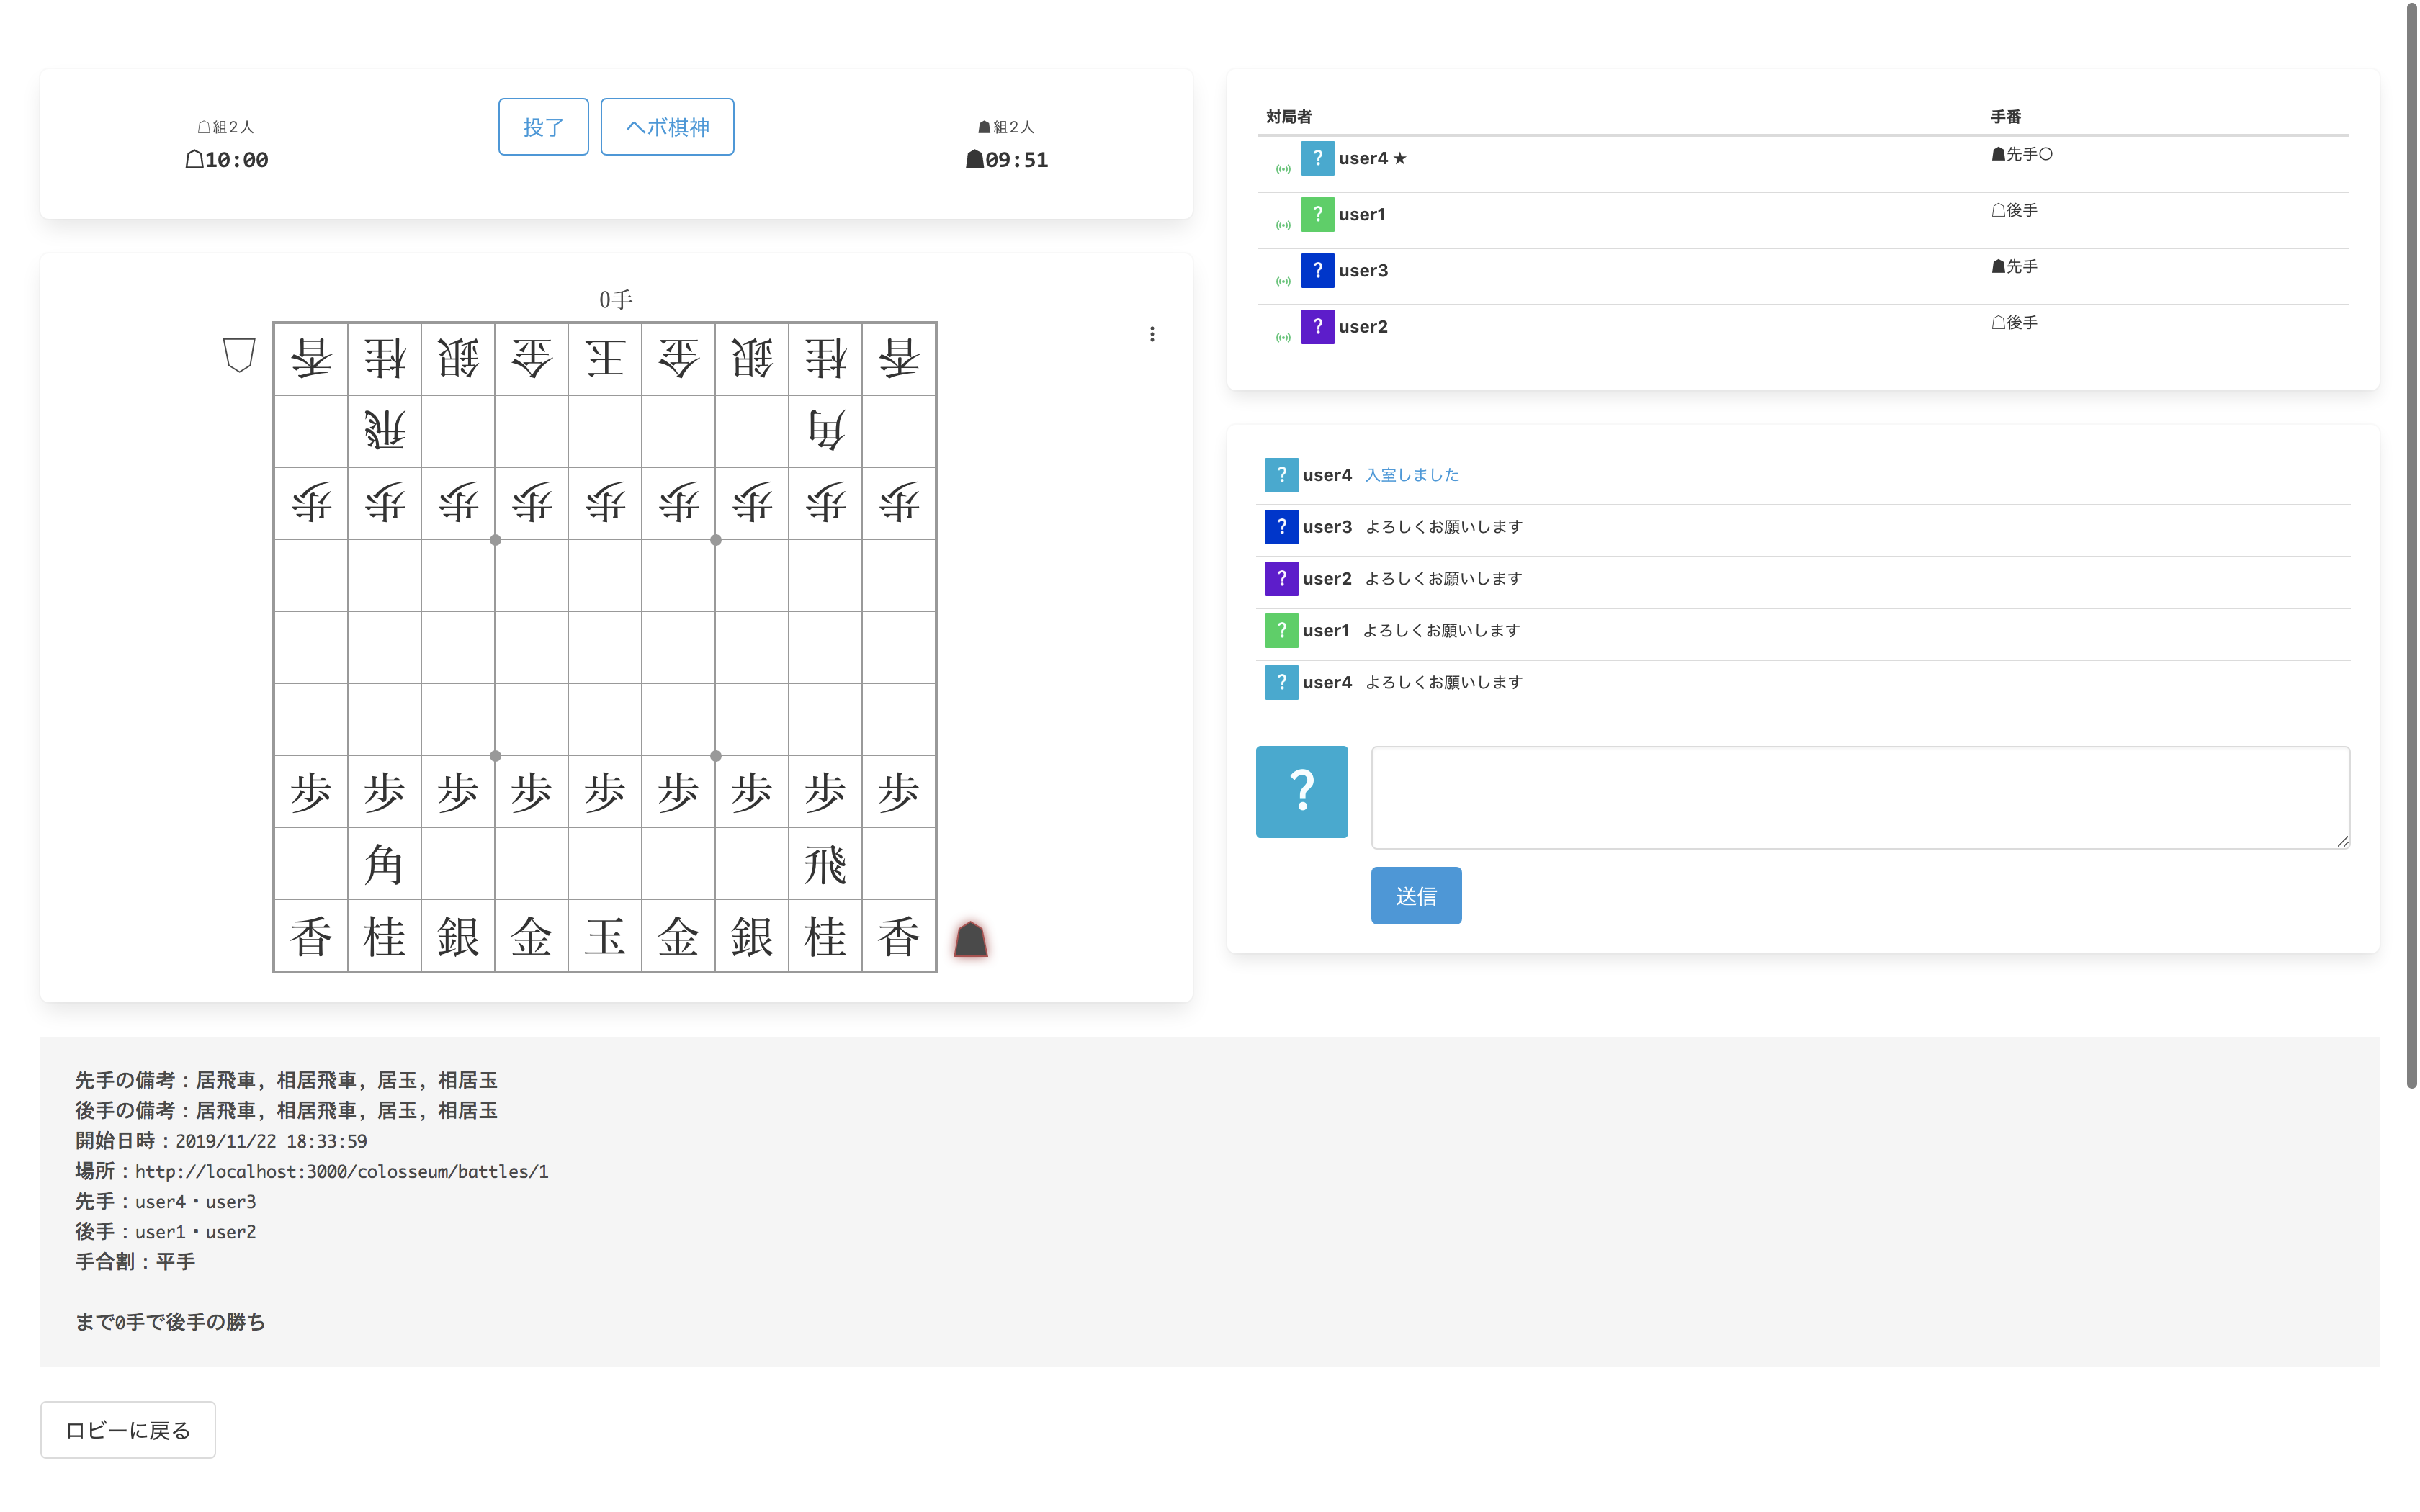 ☖組2人
☖10:00
投了
ヘボ棋神
☗組2人
☗09:51
0手
香桂銀金王金銀桂香
飛角
歩歩歩歩歩歩歩歩歩
歩歩歩歩歩歩歩歩歩
角飛
香桂銀金玉金銀桂香
対局者 手番
? user4 ★ ☗先手〇
? user1 ☖後手
? user3 ☗先手
? user2 ☖後手
? user4 入室しました
? user3 よろしくお願いします
? user2 よろしくお願いします
? user1 よろしくお願いします
? user4 よろしくお願いします
?
送信
先手の備考：居飛車, 相居飛車, 居玉, 相居玉
後手の備考：居飛車, 相居飛車, 居玉, 相居玉
開始日時：2019/11/22 18:33:59
場所：http://localhost:3000/colosseum/battles/1
先手：user4・user3
後手：user1・user2
手合割：平手
まで0手で後手の勝ち
ロビーに戻る